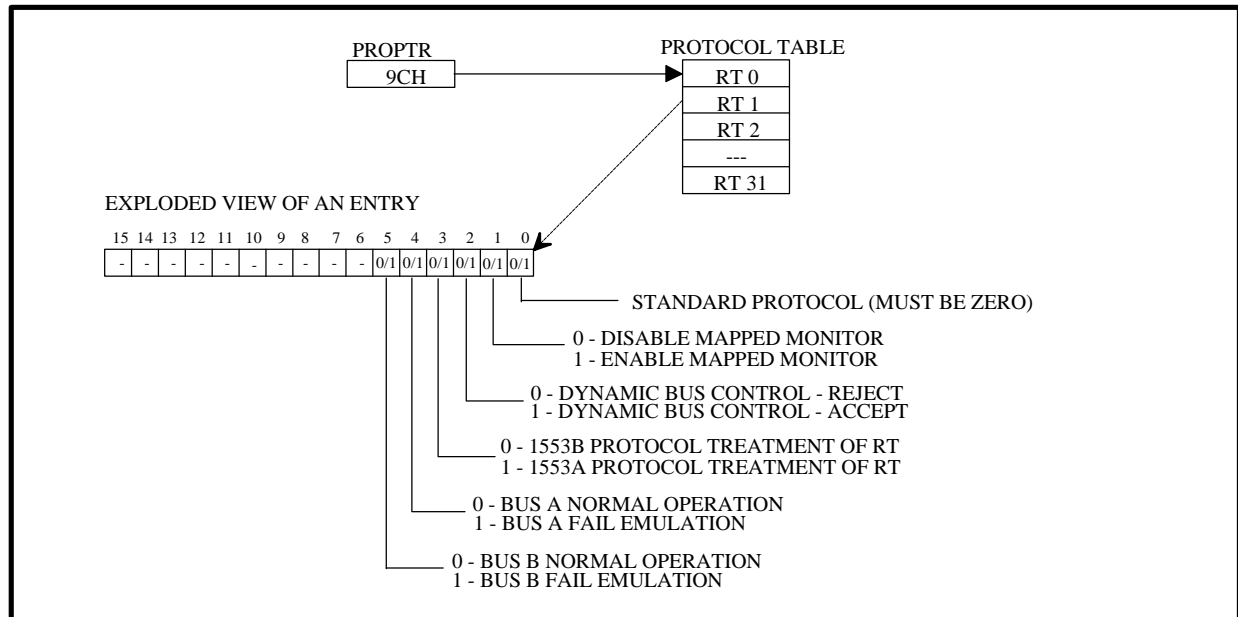 PROPTR
9CH
PROTOCOL TABLE
RT 0
RT 1
RT 2
---
RT 31
EXPLODED VIEW OF AN ENTRY
15 14 13 12 11 10 9 8 7 6 5 4 3 2 1 0
- - - - - - - - - - 0/1 0/1 0/1 0/1 0/1 0/1
STANDARD PROTOCOL (MUST BE ZERO)
0 - DISABLE MAPPED MONITOR
1 - ENABLE MAPPED MONITOR
0 - DYNAMIC BUS CONTROL - REJECT
1 - DYNAMIC BUS CONTROL - ACCEPT
0 - 1553B PROTOCOL TREATMENT OF RT
1 - 1553A PROTOCOL TREATMENT OF RT
0 - BUS A NORMAL OPERATION
1 - BUS A FAIL EMULATION
0 - BUS B NORMAL OPERATION
1 - BUS B FAIL EMULATION